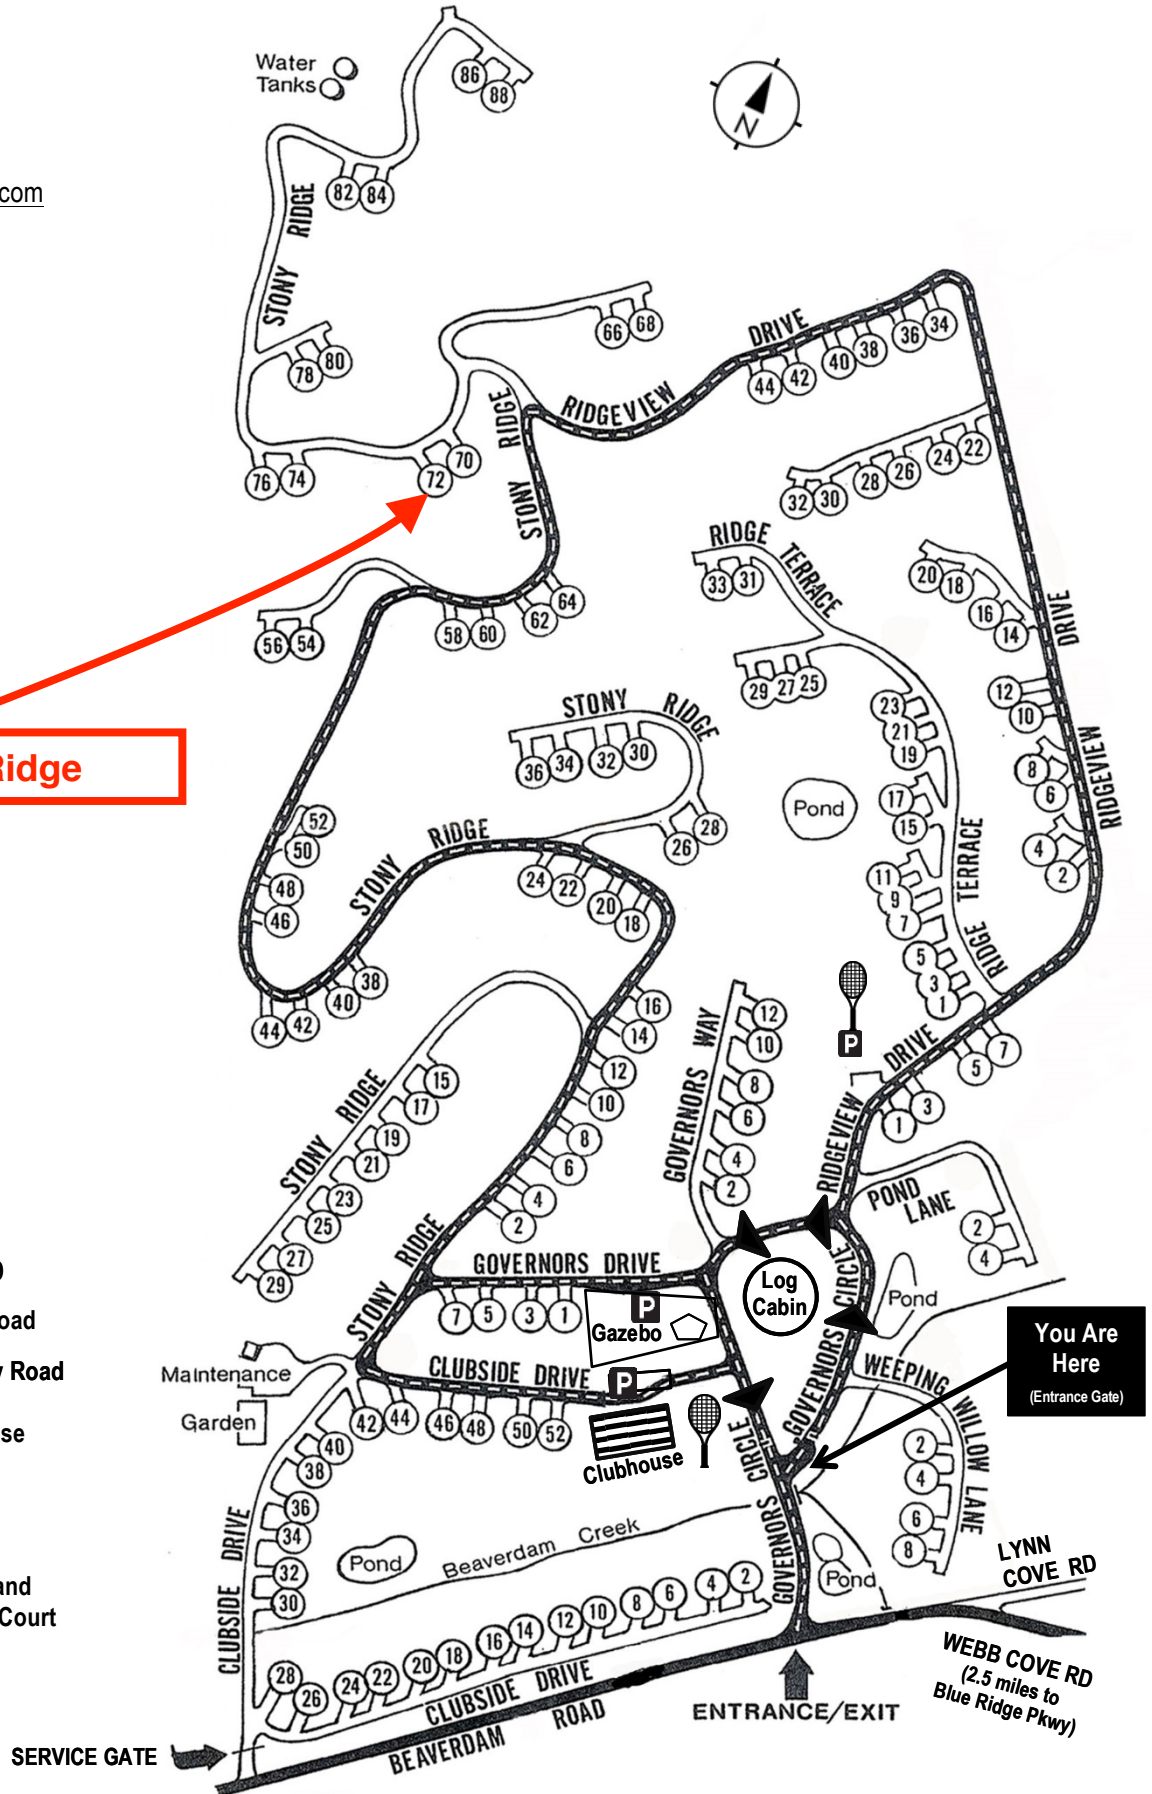 Water
Tanks
86
88
N
com
82
84
STONY RIDGE
66
68
78
80
DRIVE
34
36
38
40
42
44
RIDGEVIEW
RIDGE
STONY
70
72
74
76
22
24
26
28
30
32
RIDGE TERRACE
33
31
20
18
16
14
DRIVE
64
62
60
58
56
54
29
27
25
12
10
STONY RIDGE
36
34
32
30
23
21
19
RIDGEVIEW
Ridge
8
6
Pond
17
15
52
50
RIDGE
STONY
28
26
4
2
TERRACE
RIDGE
24
22
20
18
11
9
7
48
46
5
3
1
38
40
42
44
16
14
P
DRIVE
7
5
GOVERNORS WAY
12
10
8
6
4
2
STONY RIDGE
15
17
19
21
23
25
27
29
12
10
8
6
4
2
RIDGEVIEW
3
1
POND
LANE
2
4
STONY RIDGE
GOVERNORS DRIVE
7
5
3
1
P
Gazebo
Log
Cabin
GOVERNORS CIRCLE
Pond
oad
You Are
Here
(Entrance Gate)
Maintenance
Road
CLUBSIDE DRIVE
P
WEEPING WILLOW LANE
Garden
42
44
46
48
50
52
Clubhouse
GOVERNORS CIRCLE
2
4
6
8
se
40
38
36
34
32
30
CLUBSIDE DRIVE
Pond
Beaverdam Creek
Pond
LYNN
COVE RD
and
Court
28
26
24
22
20
18
16
14
12
10
8
6
4
2
CLUBSIDE DRIVE
BEAVERDAM ROAD
ENTRANCE/EXIT
WEBB COVE RD
(2.5 miles to
Blue Ridge Pkwy)
SERVICE GATE